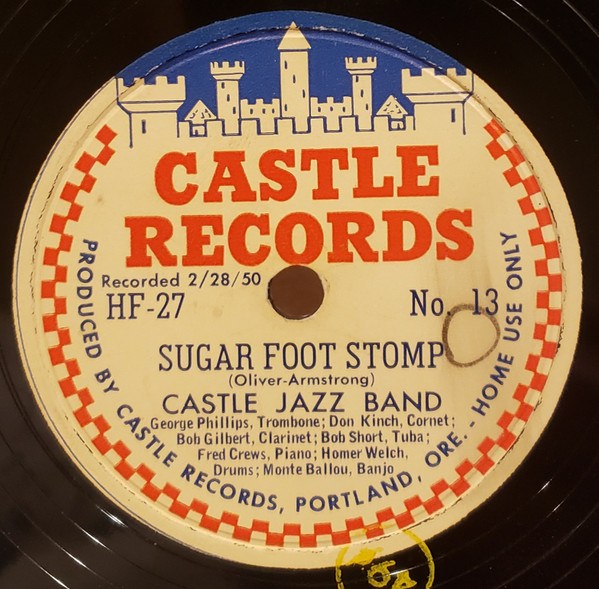 CASTLE
RECORDS
Recorded 2/28/50
HF-27
No. 13
SUGAR FOOT STOMP
(Oliver-Armstrong)
CASTLE JAZZ BAND
George Phillips, Trombone; Don Kinch, Cornet;
Bob Gilbert, Clarinet; Bob Short, Tuba;
Fred Crews, Piano; Homer Welch,
Drums; Monte Ballou, Banjo
PRODUCED BY CASTLE RECORDS, PORTLAND, ORE. - HOME USE ONLY